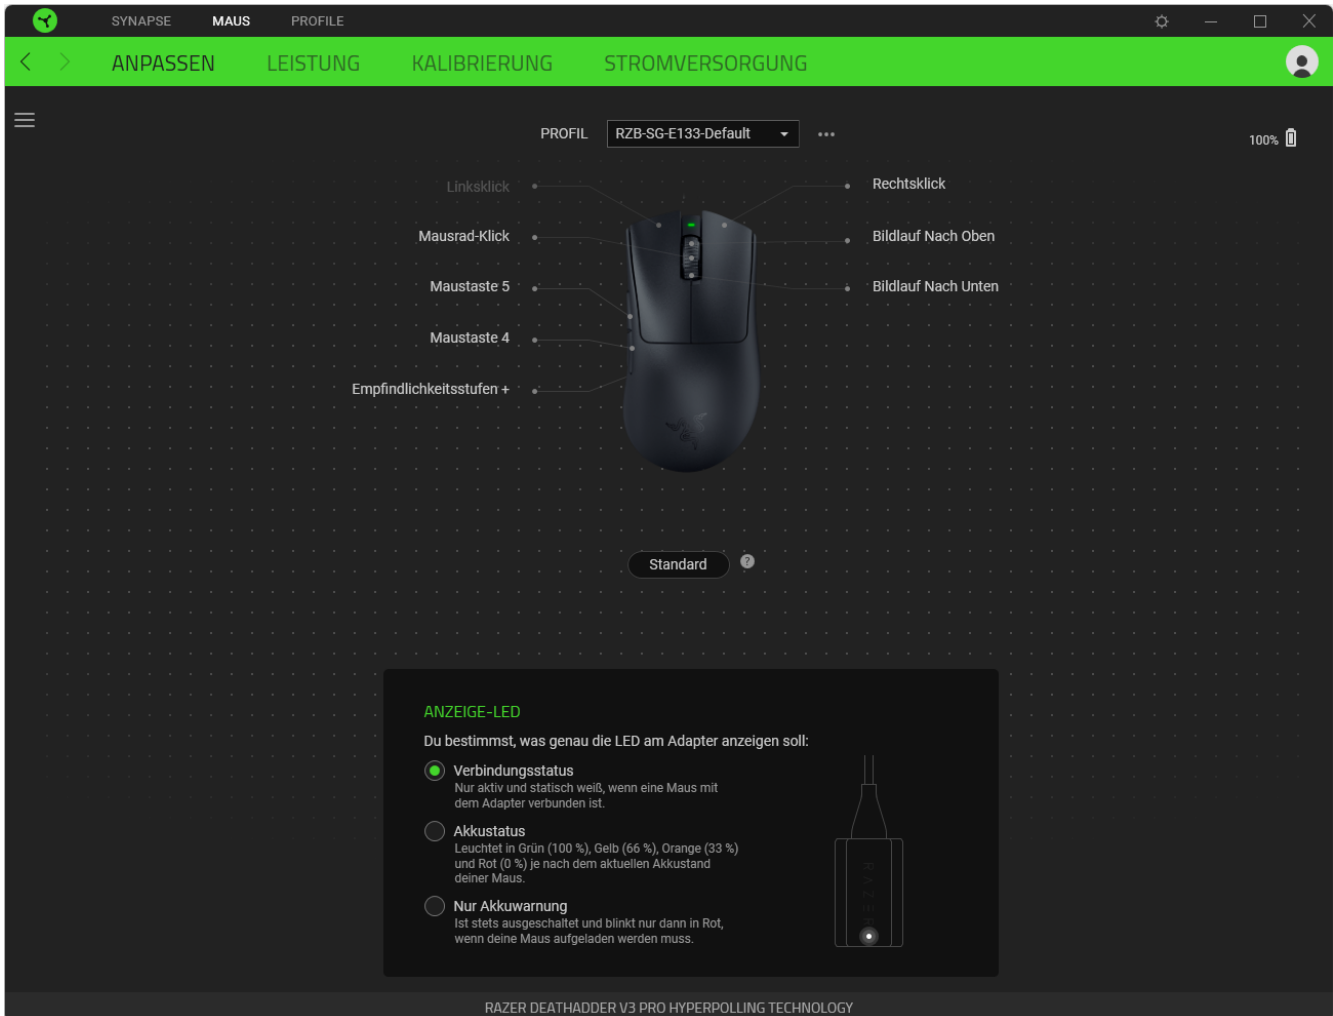 SYNAPSE MAUS PROFILE
ANPASSEN LEISTUNG KALIBRIERUNG STROMVERSORGUNG
PROFIL RZB-SG-E133-Default
100%
Linksklick
Rechtsklick
Mausrad-Klick
Bildlauf Nach Oben
Maustaste 5
Bildlauf Nach Unten
Maustaste 4
Empfindlichkeitsstufen +
Standard ?
ANZEIGE-LED
Du bestimmst, was genau die LED am Adapter anzeigen soll:
Verbindungsstatus
Nur aktiv und statisch weiß, wenn eine Maus mit
dem Adapter verbunden ist.
Akkustatus
Leuchtet in Grün (100 %), Gelb (66 %), Orange (33 %)
und Rot (0 %) je nach dem aktuellen Akkustand
deiner Maus.
Nur Akkuwarnung
Ist stets ausgeschaltet und blinkt nur dann in Rot,
wenn deine Maus aufgeladen werden muss.
RAZER
RAZER DEATHADDER V3 PRO HYPERPOLLING TECHNOLOGY